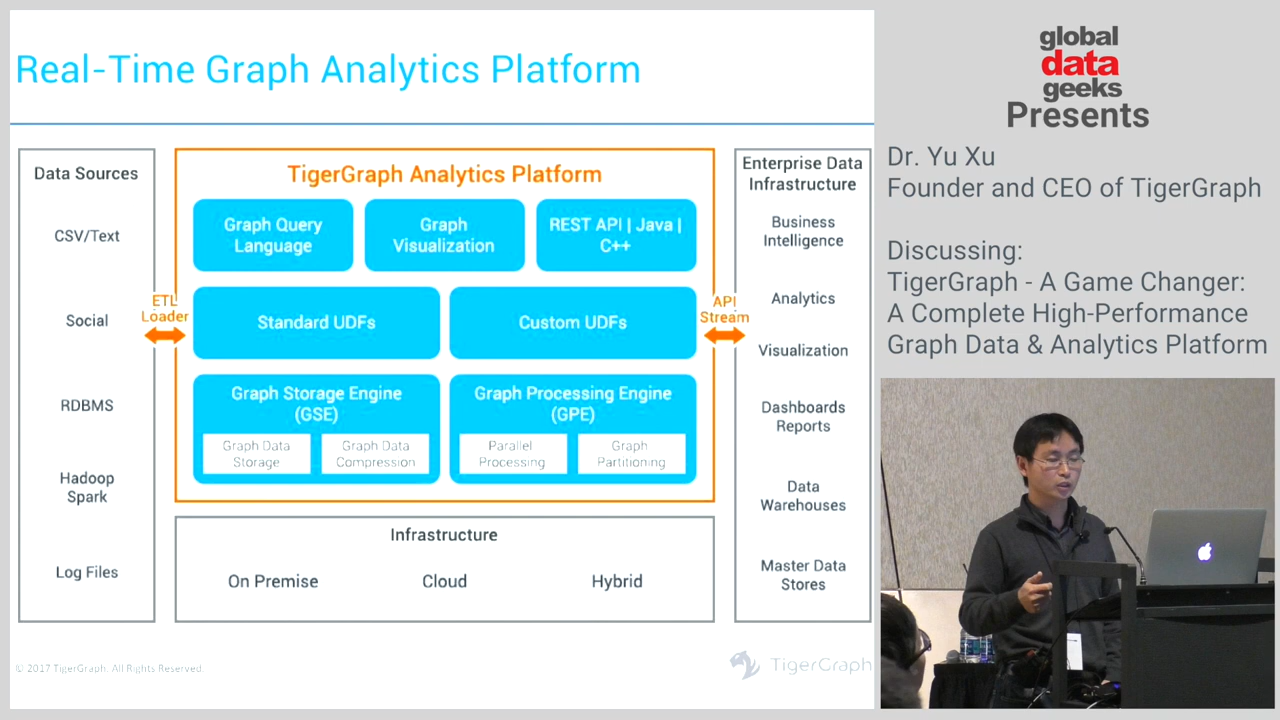 Real-Time Graph Analytics Platform
Data Sources
CSV/Text
Social
RDBMS
Hadoop
Spark
Log Files
ETL
Loader
TigerGraph Analytics Platform
Graph Query
Language
Graph
Visualization
REST API | Java |
C++
Standard UDFs
Custom UDFs
Graph Storage Engine
(GSE)
Graph Data
Storage
Graph Data
Compression
Graph Processing Engine
(GPE)
Parallel
Processing
Graph
Partitioning
API
Stream
Infrastructure
On Premise
Cloud
Hybrid
Enterprise Data
Infrastructure
Business
Intelligence
Analytics
Visualization
Dashboards
Reports
Data
Warehouses
Master Data
Stores
© 2017 TigerGraph. All Rights Reserved.
TigerGraph
global
data
geeks
Presents
Dr. Yu Xu
Founder and CEO of TigerGraph
Discussing:
TigerGraph - A Game Changer:
A Complete High-Performance
Graph Data & Analytics Platform